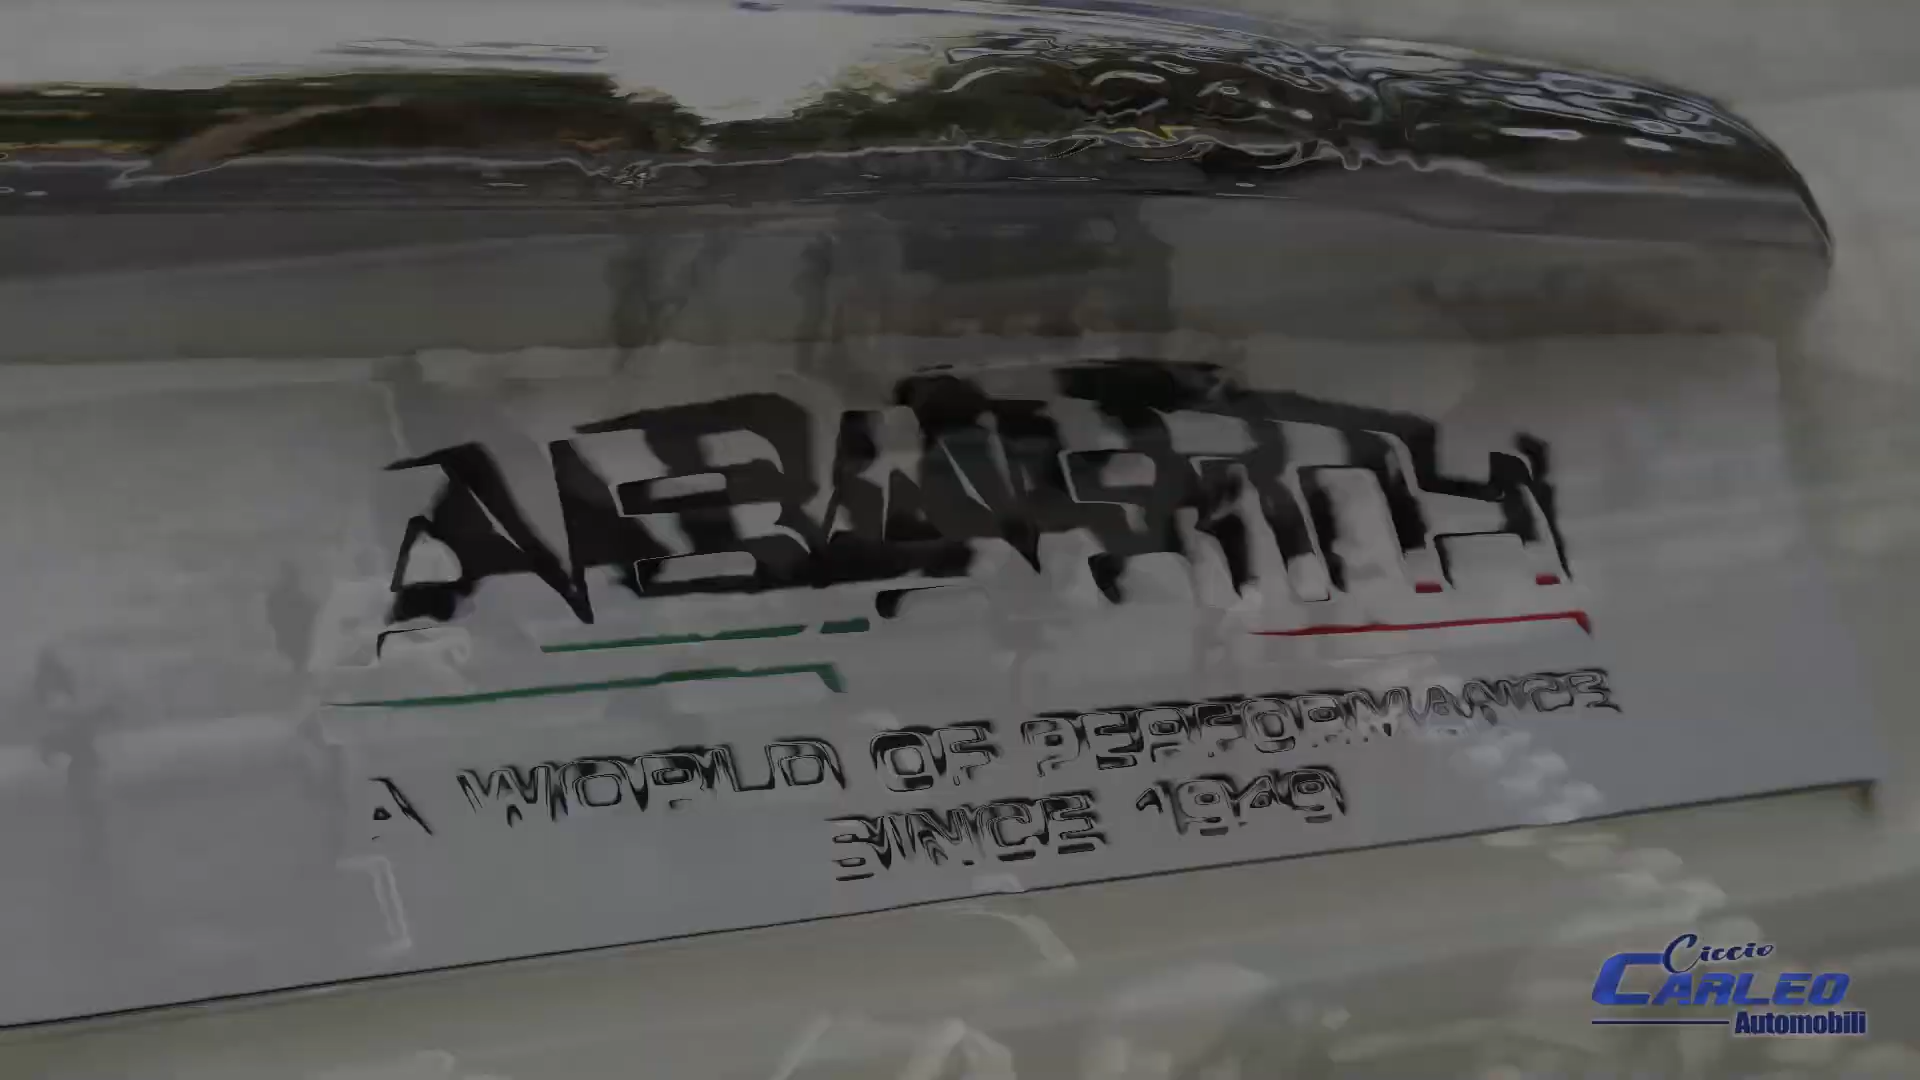 ABARTH
A WORLD OF PERFORMANCE
SINCE 1949
Ciccio
CARLEO
Automobili